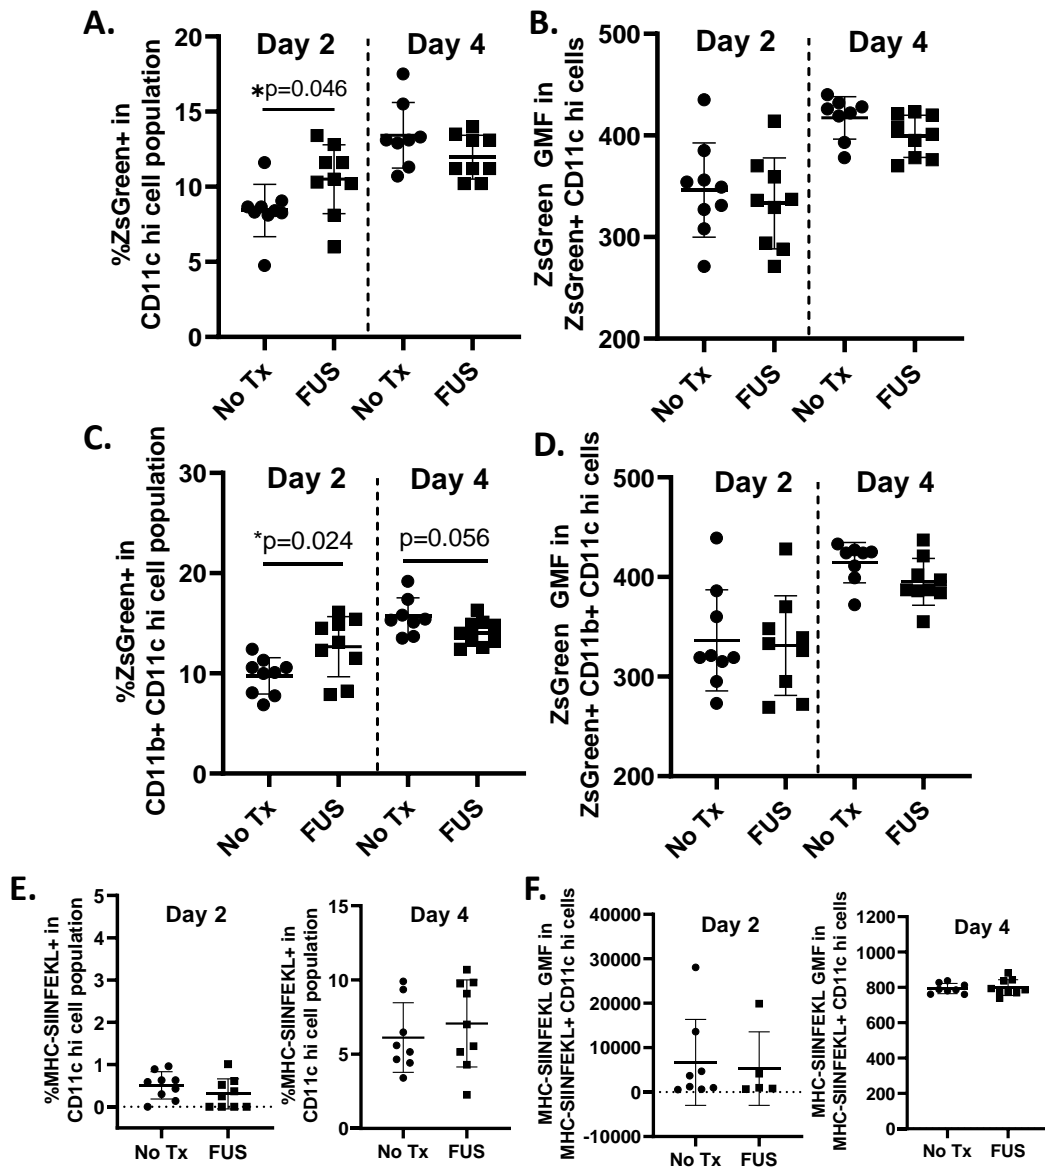 A.
%ZsGreen+ in
CD11c hi cell population
20
15
10
5
0
Day 2
Day 4
*p=0.046
No Tx
FUS
No Tx
FUS
B.
ZsGreen GMF in
ZsGreen+ CD11c hi cells
500
400
300
200
Day 2
Day 4
No Tx
FUS
No Tx
FUS
C.
%ZsGreen+ in
CD11b+ CD11c hi cell population
30
20
10
0
Day 2
Day 4
*p=0.024
p=0.056
No Tx
FUS
No Tx
FUS
D.
ZsGreen GMF in
ZsGreen+ CD11b+ CD11c hi cells
500
400
300
200
Day 2
Day 4
No Tx
FUS
No Tx
FUS
E.
%MHC-SIINFEKL+ in
CD11c hi cell population
5
4
3
2
1
0
Day 2
No Tx
FUS
%MHC-SIINFEKL+ in
CD11c hi cell population
15
10
5
0
Day 4
No Tx
FUS
F.
MHC-SIINFEKL GMF in
MHC-SIINFEKL+ CD11c hi cells
40000
30000
20000
10000
0
-10000
Day 2
No Tx
FUS
MHC-SIINFEKL GMF in
MHC-SIINFEKL+ CD11c hi cells
1200
1000
800
600
400
200
0
Day 4
No Tx
FUS